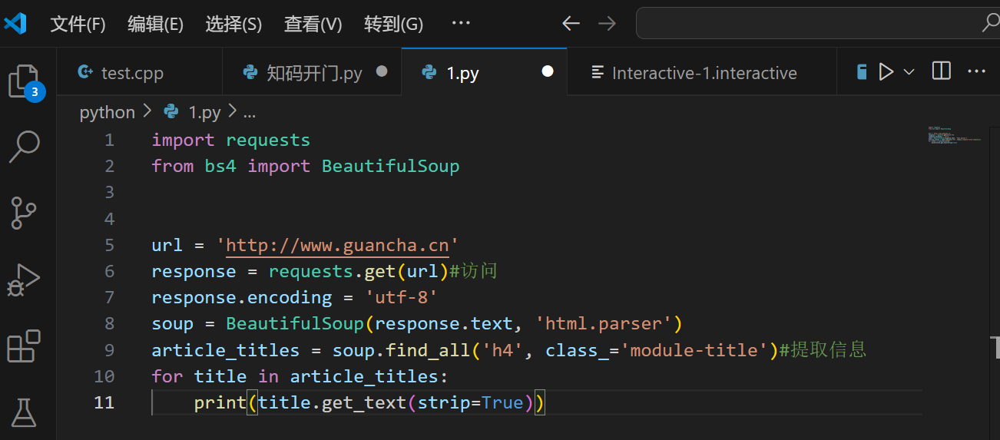 文件(F) 编辑(E) 选择(S) 查看(V) 转到(G) ···
test.cpp 知码开门.py 1.py Interactive-1.interactive ···
3
python > 1.py > ...
1 import requests
2 from bs4 import BeautifulSoup
3
4
5 url = 'http://www.guancha.cn'
6 response = requests.get(url)#访问
7 response.encoding = 'utf-8'
8 soup = BeautifulSoup(response.text, 'html.parser')
9 article_titles = soup.find_all('h4', class_='module-title')#提取信息
10 for title in article_titles:
11     print(title.get_text(strip=True))